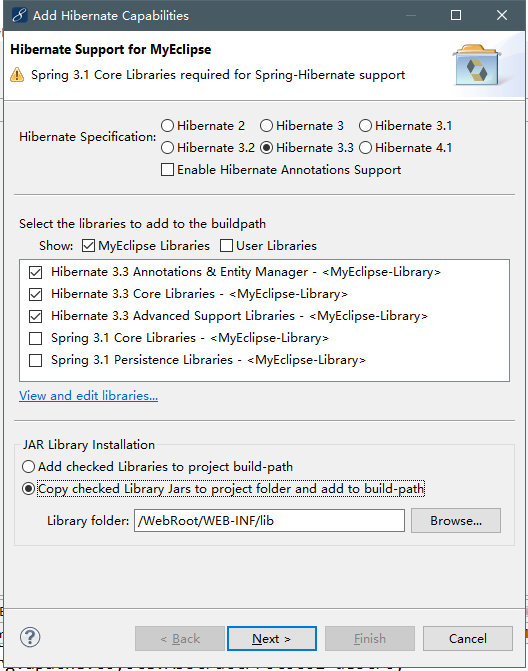 Add Hibernate Capabilities
Hibernate Support for MyEclipse
Spring 3.1 Core Libraries required for Spring-Hibernate support
Hibernate Specification:
Hibernate 2 Hibernate 3 Hibernate 3.1
Hibernate 3.2 Hibernate 3.3 Hibernate 4.1
Enable Hibernate Annotations Support
Select the libraries to add to the buildpath
Show: MyEclipse Libraries User Libraries
Hibernate 3.3 Annotations & Entity Manager - <MyEclipse-Library>
Hibernate 3.3 Core Libraries - <MyEclipse-Library>
Hibernate 3.3 Advanced Support Libraries - <MyEclipse-Library>
Spring 3.1 Core Libraries - <MyEclipse-Library>
Spring 3.1 Persistence Libraries - <MyEclipse-Library>
View and edit libraries...
JAR Library Installation
Add checked Libraries to project build-path
Copy checked Library Jars to project folder and add to build-path
Library folder: /WebRoot/WEB-INF/lib Browse...
? < Back Next > Finish Cancel